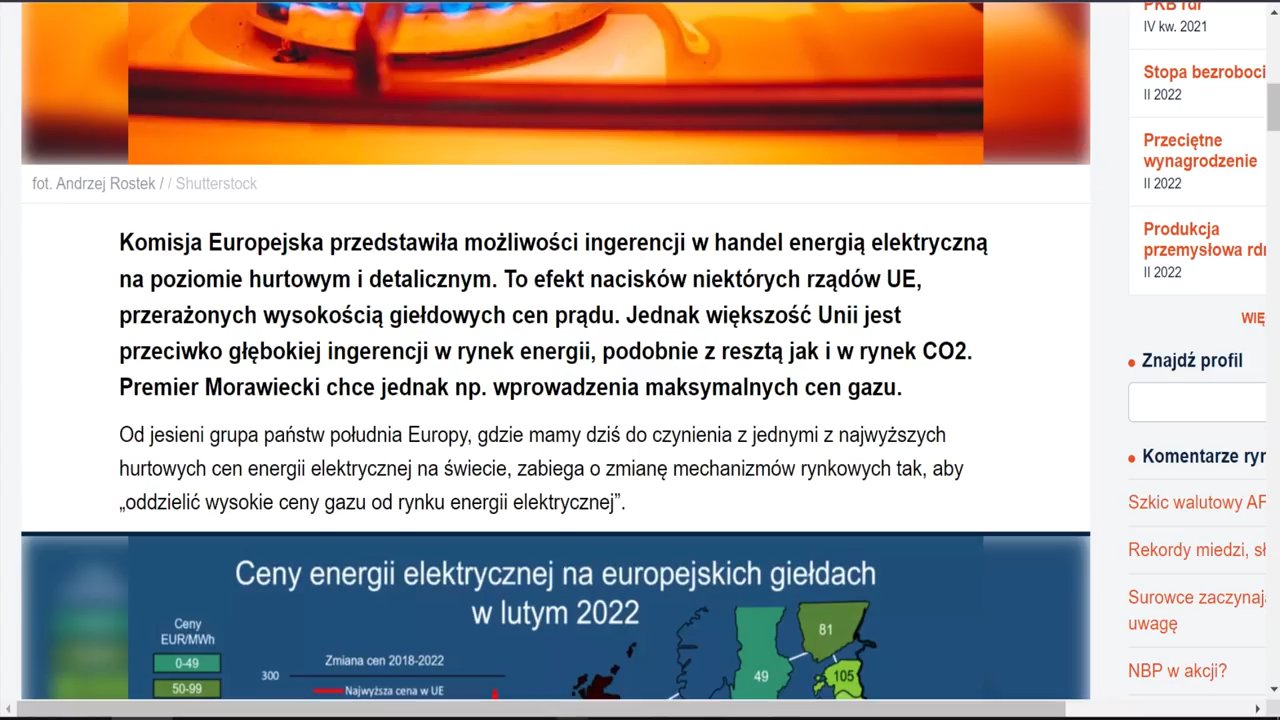 fot. Andrzej Rostek / / Shutterstock
Komisja Europejska przedstawiła możliwości ingerencji w handel energią elektryczną
na poziomie hurtowym i detalicznym. To efekt nacisków niektórych rządów UE,
przerażonych wysokością giełdowych cen prądu. Jednak większość Unii jest
przeciwko głębokiej ingerencji w rynek energii, podobnie z resztą jak i w rynek CO2.
Premier Morawiecki chce jednak np. wprowadzenia maksymalnych cen gazu.
Od jesieni grupa państw południa Europy, gdzie mamy dziś do czynienia z jednymi z najwyższych
hurtowych cen energii elektrycznej na świecie, zabiega o zmianę mechanizmów rynkowych tak, aby
„oddzielić wysokie ceny gazu od rynku energii elektrycznej”.
Ceny energii elektrycznej na europejskich giełdach
w lutym 2022
Ceny
EUR/MWh
0-49
50-99
Zmiana cen 2018-2022
300
Najwyższa cena w UE
81
49
105
PKB rdr
IV kw. 2021
Stopa bezroboci
II 2022
Przeciętne
wynagrodzenie
II 2022
Produkcja
przemysłowa rdr
II 2022
WIĘ
Znajdź profil
Komentarze ryn
Szkic walutowy AF
Rekordy miedzi, sł
Surowce zaczynaj
uwagę
NBP w akcji?